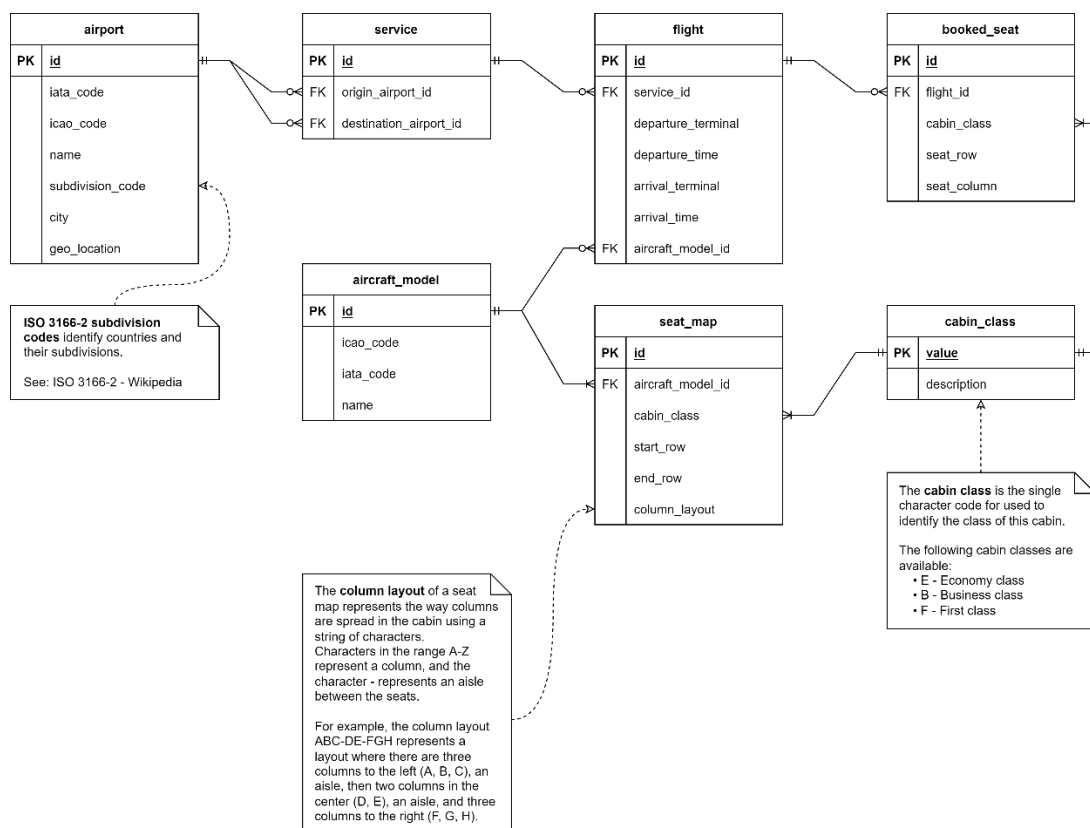 airport
PK id
iata_code
icao_code
name
subdivision_code
city
geo_location
service
PK id
FK origin_airport_id
FK destination_airport_id
flight
PK id
FK service_id
departure_terminal
departure_time
arrival_terminal
arrival_time
FK aircraft_model_id
booked_seat
PK id
FK flight_id
cabin_class
seat_row
seat_column
aircraft_model
PK id
icao_code
iata_code
name
seat_map
PK id
FK aircraft_model_id
cabin_class
start_row
end_row
column_layout
cabin_class
PK value
description
ISO 3166-2 subdivision
codes identify countries and
their subdivisions.
See: ISO 3166-2 - Wikipedia
The column layout of a seat
map represents the way columns
are spread in the cabin using a
string of characters.
Characters in the range A-Z
represent a column, and the
character - represents an aisle
between the seats.
For example, the column layout
ABC-DE-FGH represents a
layout where there are three
columns to the left (A, B, C), an
aisle, then two columns in the
center (D, E), an aisle, and three
columns to the right (F, G, H).
The cabin class is the single
character code for used to
identify the class of this cabin.
The following cabin classes are
available:
• E - Economy class
• B - Business class
• F - First class